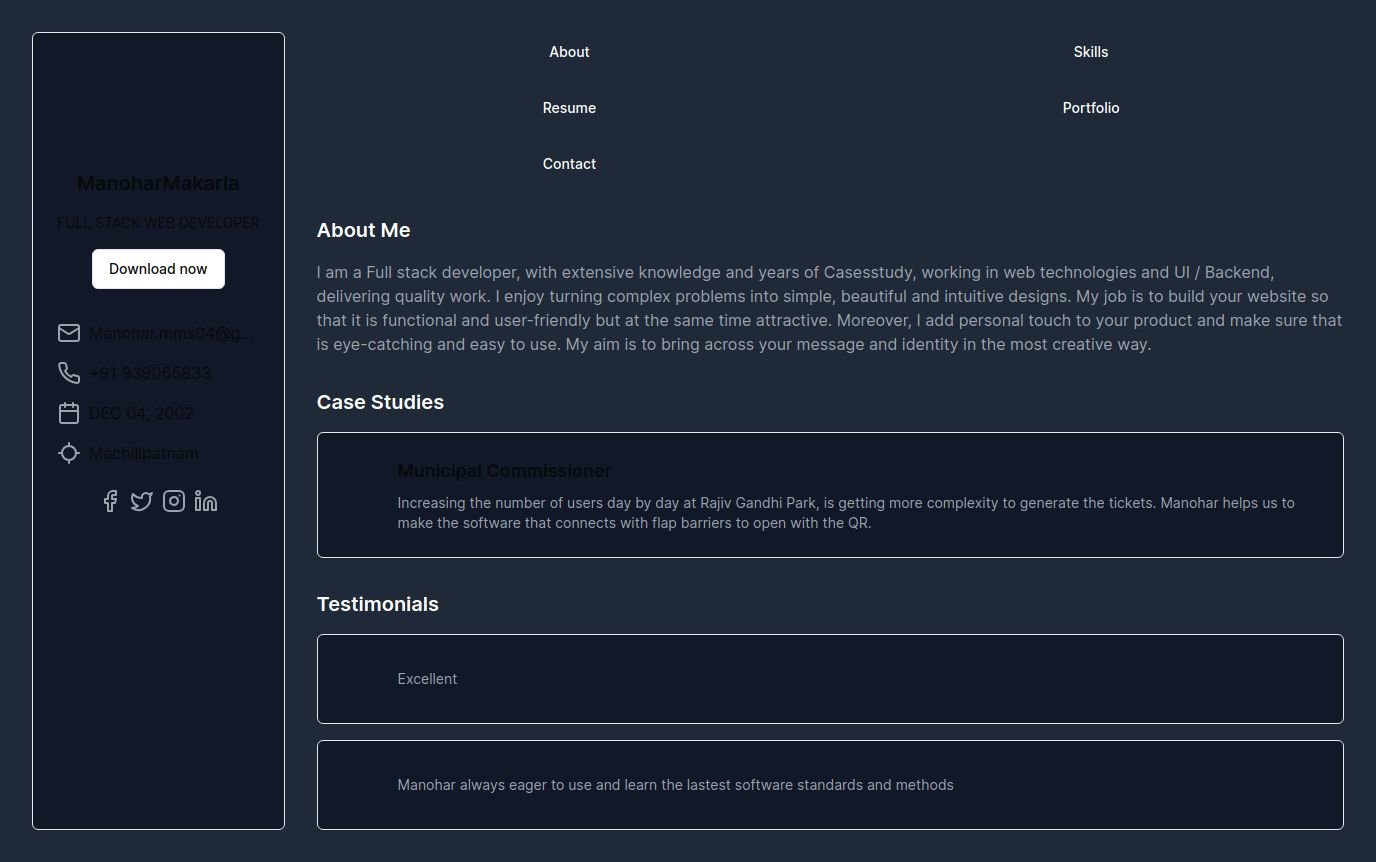 ManoharMakarla
FULL STACK WEB DEVELOPER
Download now
Manohar.mms04@g...
+91 939065833
DEC 04, 2002
Machilipatnam
About
Skills
Resume
Portfolio
Contact
About Me
I am a Full stack developer, with extensive knowledge and years of Casesstudy, working in web technologies and UI / Backend,
delivering quality work. I enjoy turning complex problems into simple, beautiful and intuitive designs. My job is to build your website so
that it is functional and user-friendly but at the same time attractive. Moreover, I add personal touch to your product and make sure that
is eye-catching and easy to use. My aim is to bring across your message and identity in the most creative way.
Case Studies
Municipal Commissioner
Increasing the number of users day by day at Rajiv Gandhi Park, is getting more complexity to generate the tickets. Manohar helps us to
make the software that connects with flap barriers to open with the QR.
Testimonials
Excellent
Manohar always eager to use and learn the lastest software standards and methods